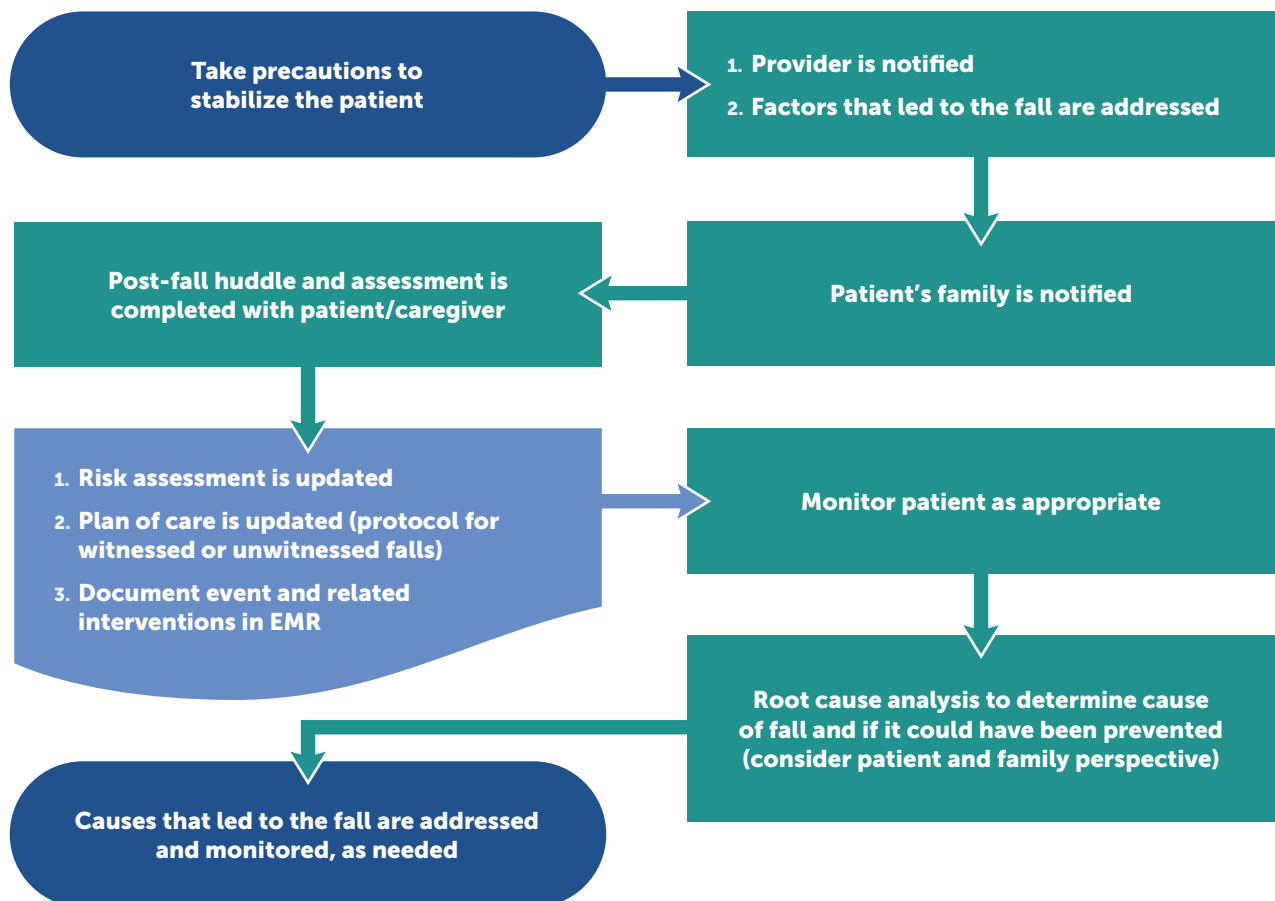 Take precautions to
stabilize the patient
1. Provider is notified
2. Factors that led to the fall are addressed
Patient’s family is notified
Post-fall huddle and assessment is
completed with patient/caregiver
1. Risk assessment is updated
2. Plan of care is updated (protocol for
witnessed or unwitnessed falls)
3. Document event and related
interventions in EMR
Monitor patient as appropriate
Root cause analysis to determine cause
of fall and if it could have been prevented
(consider patient and family perspective)
Causes that led to the fall are addressed
and monitored, as needed